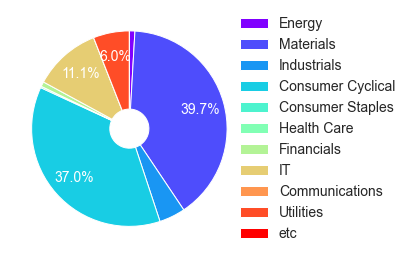 6.0%
11.1%
39.7%
37.0%
Energy
Materials
Industrials
Consumer Cyclical
Consumer Staples
Health Care
Financials
IT
Communications
Utilities
etc